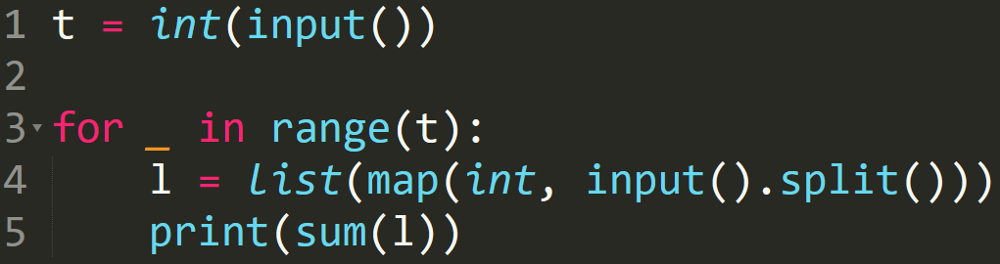 1 t = int(input())
2
3 for _ in range(t):
4     l = list(map(int, input().split()))
5     print(sum(l))